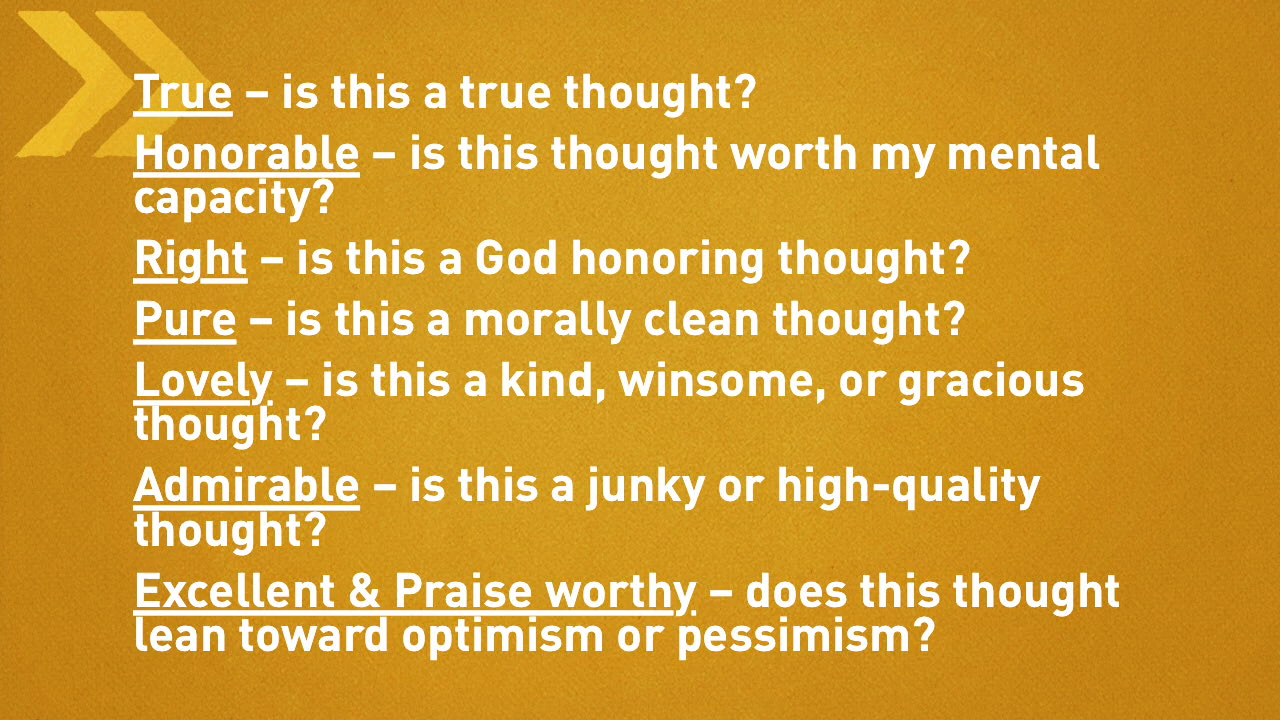 True – is this a true thought?
Honorable – is this thought worth my mental
capacity?
Right – is this a God honoring thought?
Pure – is this a morally clean thought?
Lovely – is this a kind, winsome, or gracious
thought?
Admirable – is this a junky or high-quality
thought?
Excellent & Praise worthy – does this thought
lean toward optimism or pessimism?